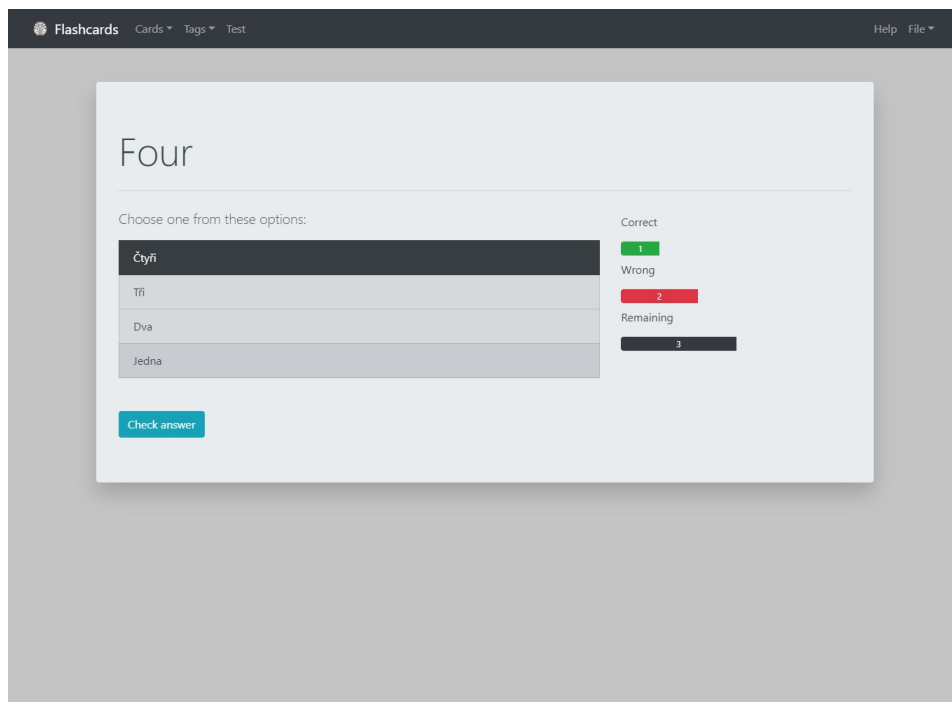 Flashcards Cards Tags Test Help File
Four
Choose one from these options:
Čtyři
Tři
Dva
Jedna
Check answer
Correct
1
Wrong
2
Remaining
3